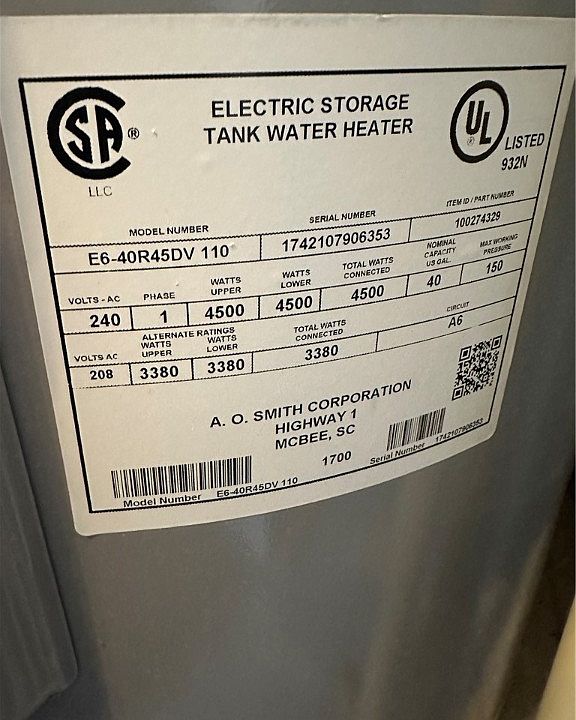 SA ®
LLC
ELECTRIC STORAGE
TANK WATER HEATER
UL ®
LISTED
932N
MODEL NUMBER
SERIAL NUMBER
ITEM ID / PART NUMBER
E6-40R45DV 110
1742107906353
100274329
VOLTS - AC
PHASE
WATTS
UPPER
WATTS
LOWER
TOTAL WATTS
CONNECTED
NOMINAL
CAPACITY
US GAL.
MAX WORKING
PRESSURE
240
1
4500
4500
4500
40
150
VOLTS AC
ALTERNATE RATINGS
WATTS
UPPER
WATTS
LOWER
TOTAL WATTS
CONNECTED
CIRCUIT
208
3380
3380
3380
A6
A. O. SMITH CORPORATION
HIGHWAY 1
MCBEE, SC
1700
Model Number E6-40R45DV 110
Serial Number 1742107906353